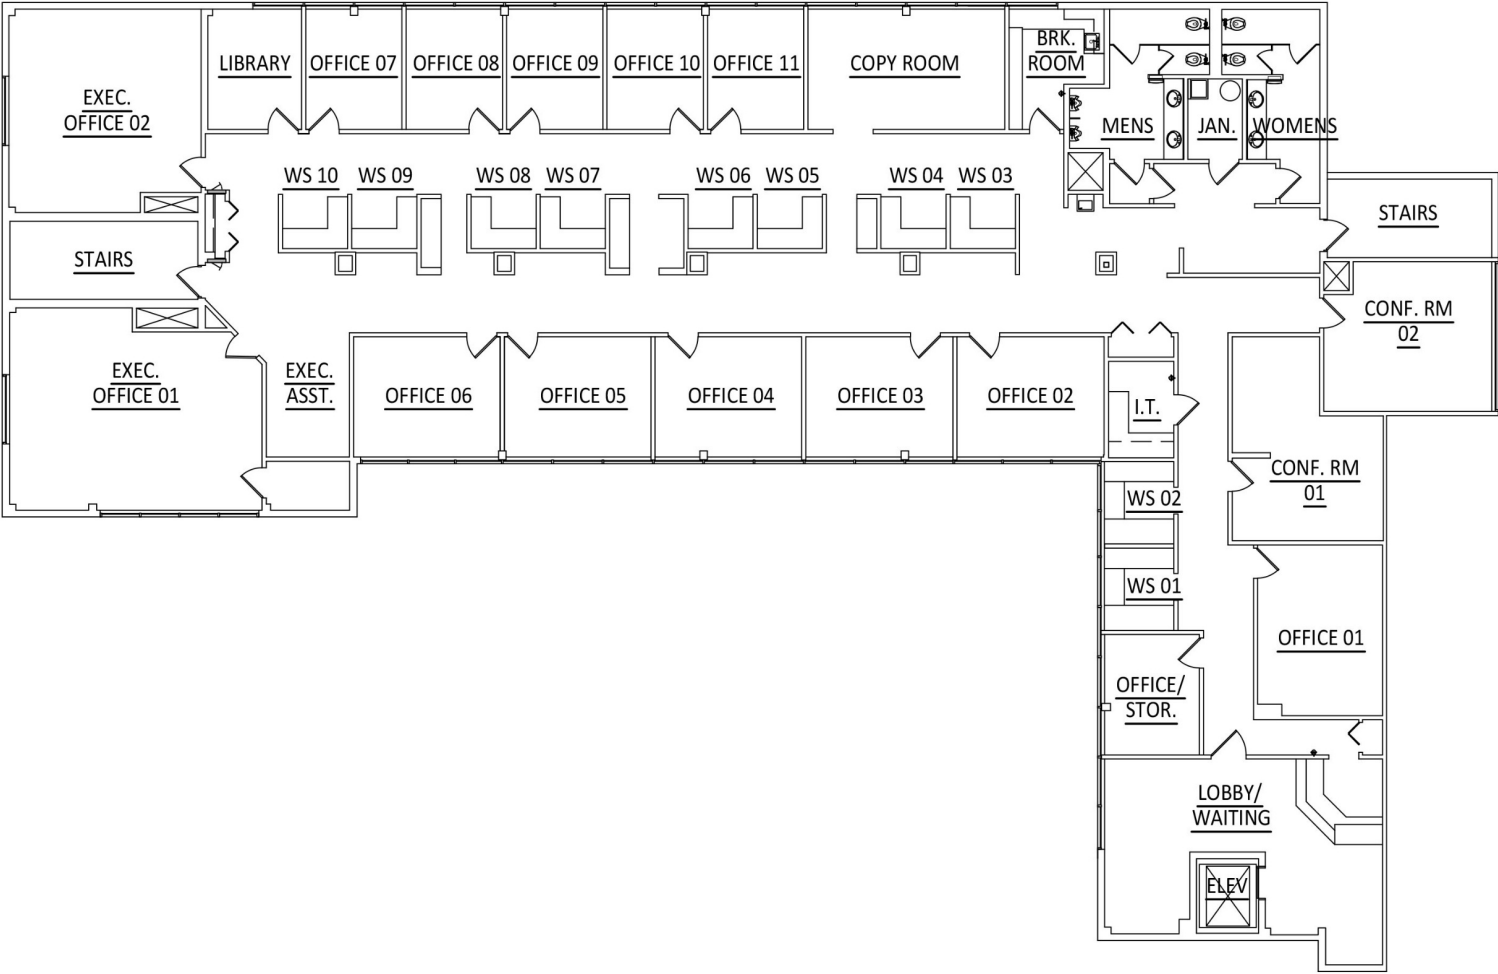 LIBRARY
OFFICE 07
OFFICE 08
OFFICE 09
OFFICE 10
OFFICE 11
COPY ROOM
BRK.
ROOM
EXEC.
OFFICE 02
MENS
JAN.
WOMENS
WS 10
WS 09
WS 08
WS 07
WS 06
WS 05
WS 04
WS 03
STAIRS
STAIRS
CONF. RM
02
EXEC.
OFFICE 01
EXEC.
ASST.
OFFICE 06
OFFICE 05
OFFICE 04
OFFICE 03
OFFICE 02
I.T.
CONF. RM
01
WS 02
WS 01
OFFICE 01
OFFICE/
STOR.
LOBBY/
WAITING
ELEV